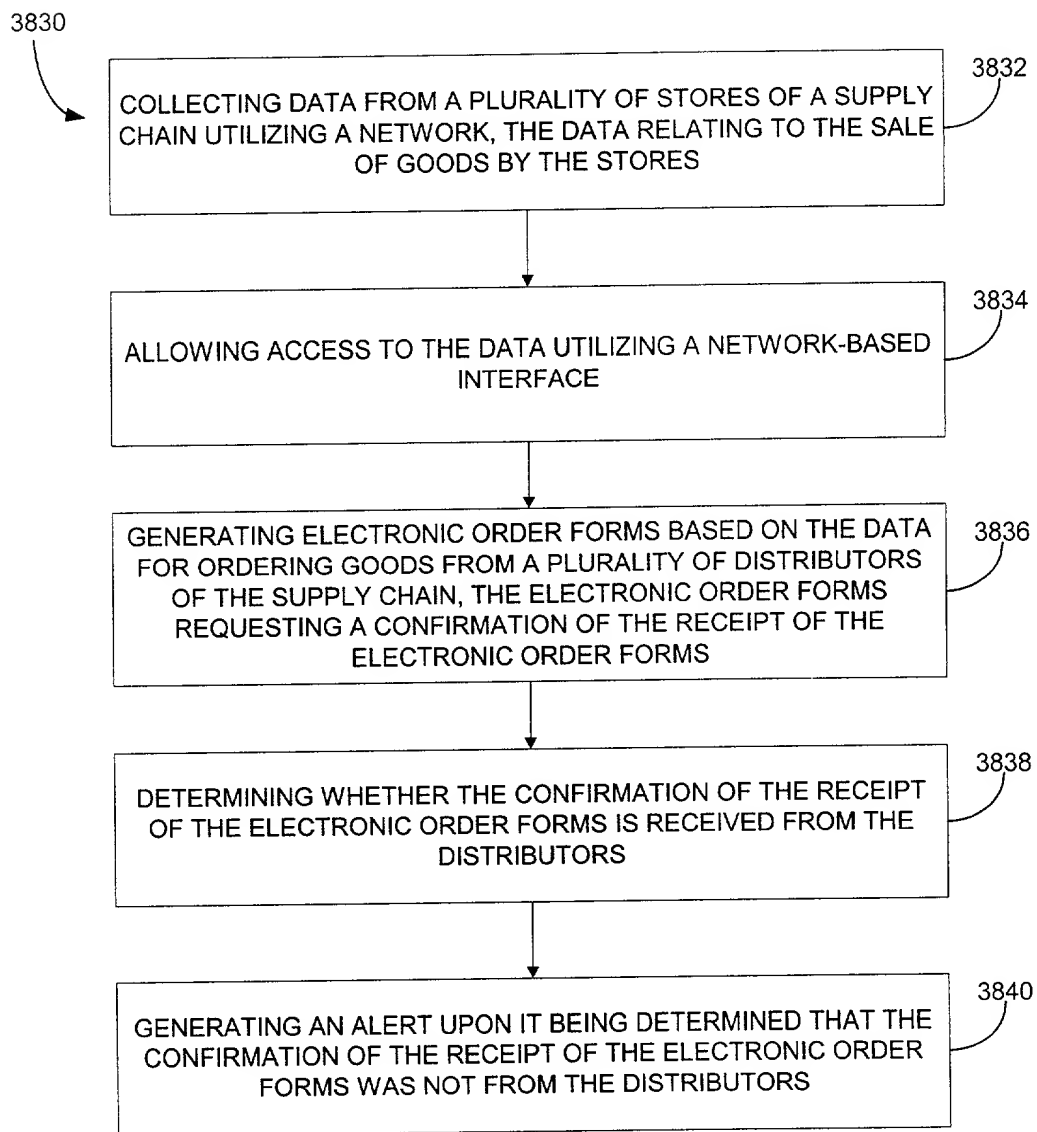 3830
3832
COLLECTING DATA FROM A PLURALITY OF STORES OF A SUPPLY
CHAIN UTILIZING A NETWORK, THE DATA RELATING TO THE SALE
OF GOODS BY THE STORES
3834
ALLOWING ACCESS TO THE DATA UTILIZING A NETWORK-BASED
INTERFACE
3836
GENERATING ELECTRONIC ORDER FORMS BASED ON THE DATA
FOR ORDERING GOODS FROM A PLURALITY OF DISTRIBUTORS
OF THE SUPPLY CHAIN, THE ELECTRONIC ORDER FORMS
REQUESTING A CONFIRMATION OF THE RECEIPT OF THE
ELECTRONIC ORDER FORMS
3838
DETERMINING WHETHER THE CONFIRMATION OF THE RECEIPT
OF THE ELECTRONIC ORDER FORMS IS RECEIVED FROM THE
DISTRIBUTORS
3840
GENERATING AN ALERT UPON IT BEING DETERMINED THAT THE
CONFIRMATION OF THE RECEIPT OF THE ELECTRONIC ORDER
FORMS WAS NOT FROM THE DISTRIBUTORS